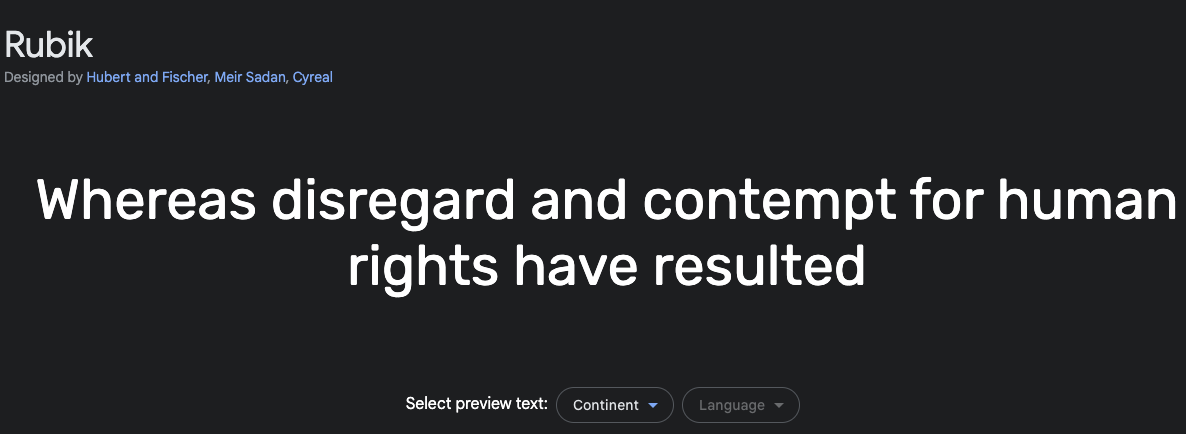 Rubik
Designed by Hubert and Fischer, Meir Sadan, Cyreal
Whereas disregard and contempt for human
rights have resulted
Select preview text: Continent Language